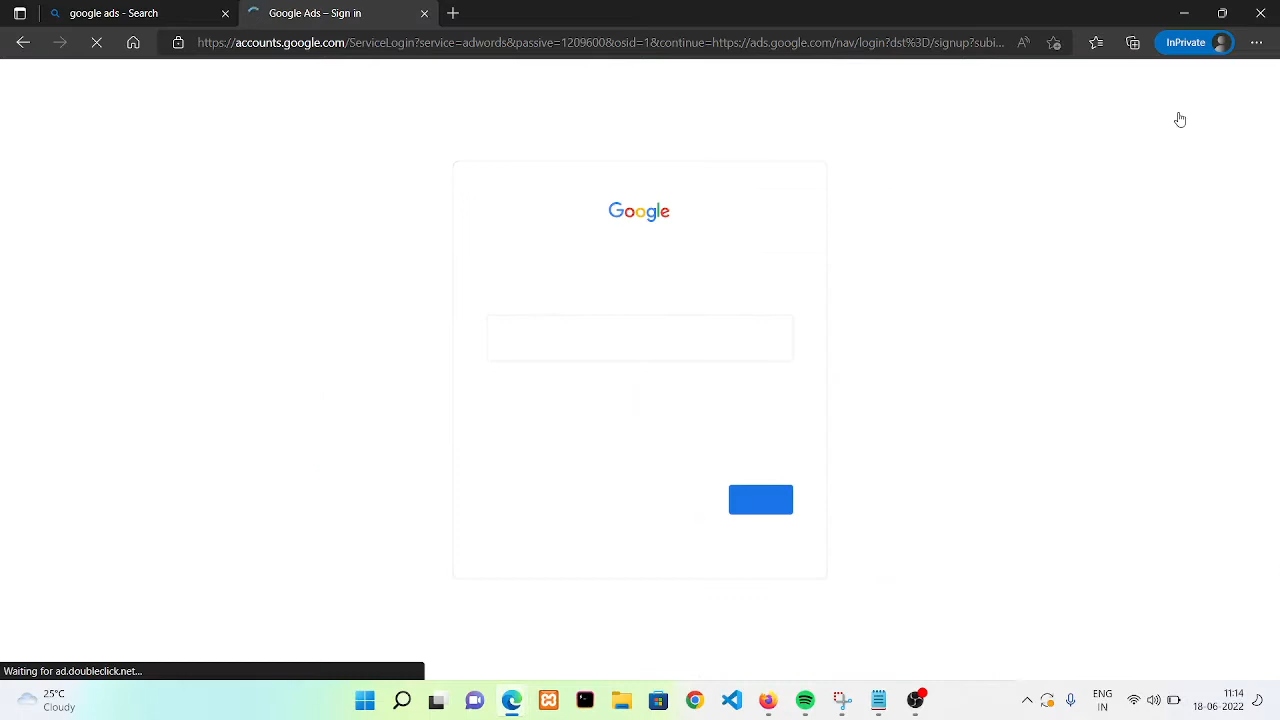 google ads - Search
Google Ads – Sign in
https://accounts.google.com/ServiceLogin?service=adwords&passive=1209600&osid=1&continue=https://ads.google.com/nav/login?dst%3D/signup?subi...
InPrivate
Google
Waiting for ad.doubleclick.net...
25°C
Cloudy
ENG
IN
11:14
18-06-2022